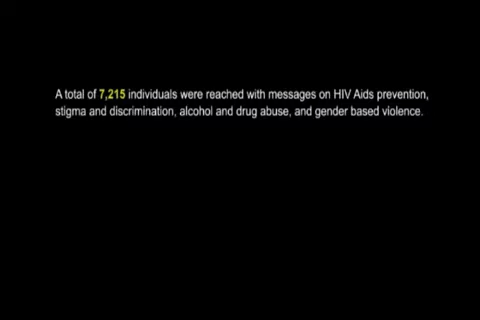 A total of 7,215 individuals were reached with messages on HIV Aids prevention,
stigma and discrimination, alcohol and drug abuse, and gender based violence.